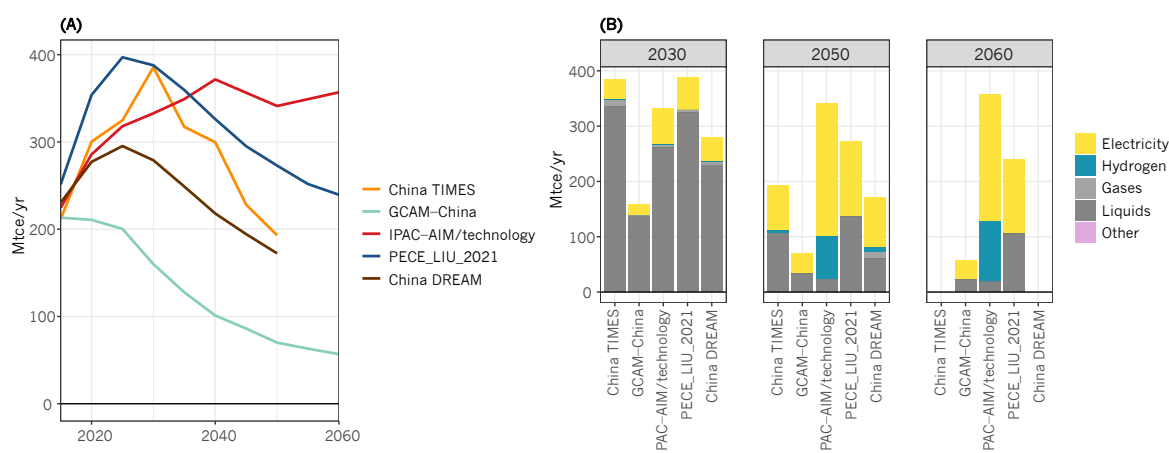 (A)
Mtce/yr
400
300
200
100
0
2020
2040
2060
China TIMES
GCAM–China
IPAC–AIM/technology
PECE_LIU_2021
China DREAM
(B)
2030
2050
2060
Mtce/yr
400
300
200
100
0
China TIMES
GCAM–China
PAC–AIM/technology
PECE_LIU_2021
China DREAM
China TIMES
GCAM–China
PAC–AIM/technology
PECE_LIU_2021
China DREAM
China TIMES
GCAM–China
PAC–AIM/technology
PECE_LIU_2021
China DREAM
Electricity
Hydrogen
Gases
Liquids
Other